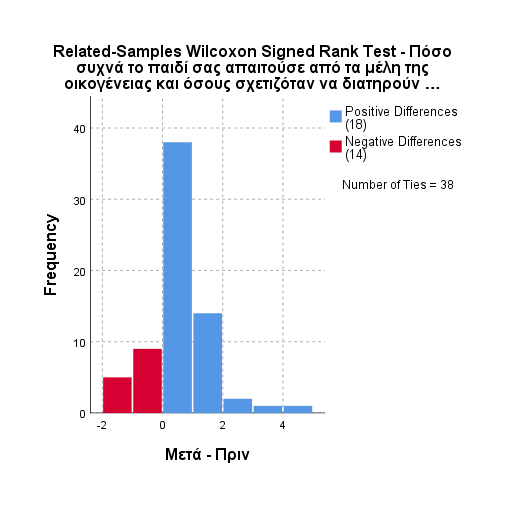 Related-Samples Wilcoxon Signed Rank Test - Πόσο
συχνά το παιδί σας απαιτούσε από τα μέλη της
οικογένειας και όσους σχετιζόταν να διατηρούν ...
Positive Differences
(18)
Negative Differences
(14)
Number of Ties = 38
Frequency
40
30
20
10
0
-2
0
2
4
Μετά - Πριν